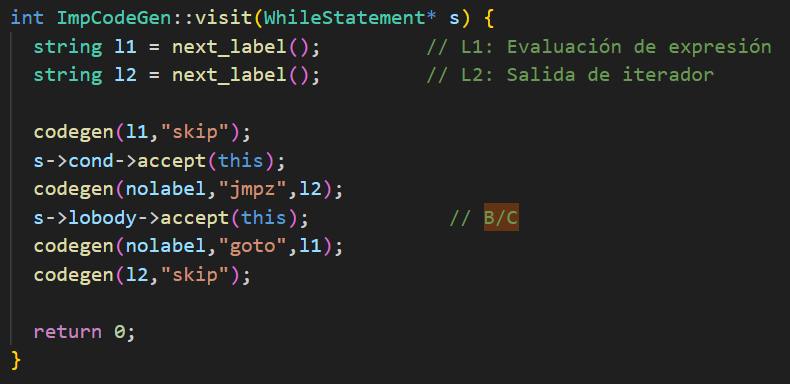 int ImpCodeGen::visit(WhileStatement* s) {
  string l1 = next_label();         // L1: Evaluación de expresión
  string l2 = next_label();         // L2: Salida de iterador

  codegen(l1,"skip");
  s->cond->accept(this);
  codegen(nolabel,"jmpz",l2);
  s->lobody->accept(this);            // B/C
  codegen(nolabel,"goto",l1);
  codegen(l2,"skip");

  return 0;
}